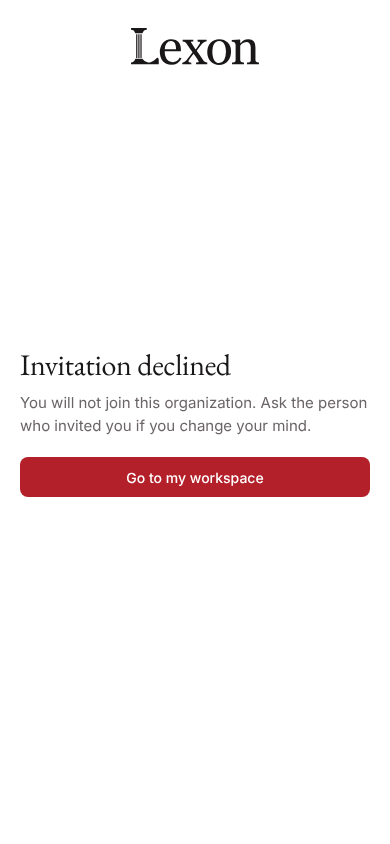 Lexon
Invitation declined
You will not join this organization. Ask the person
who invited you if you change your mind.
Go to my workspace